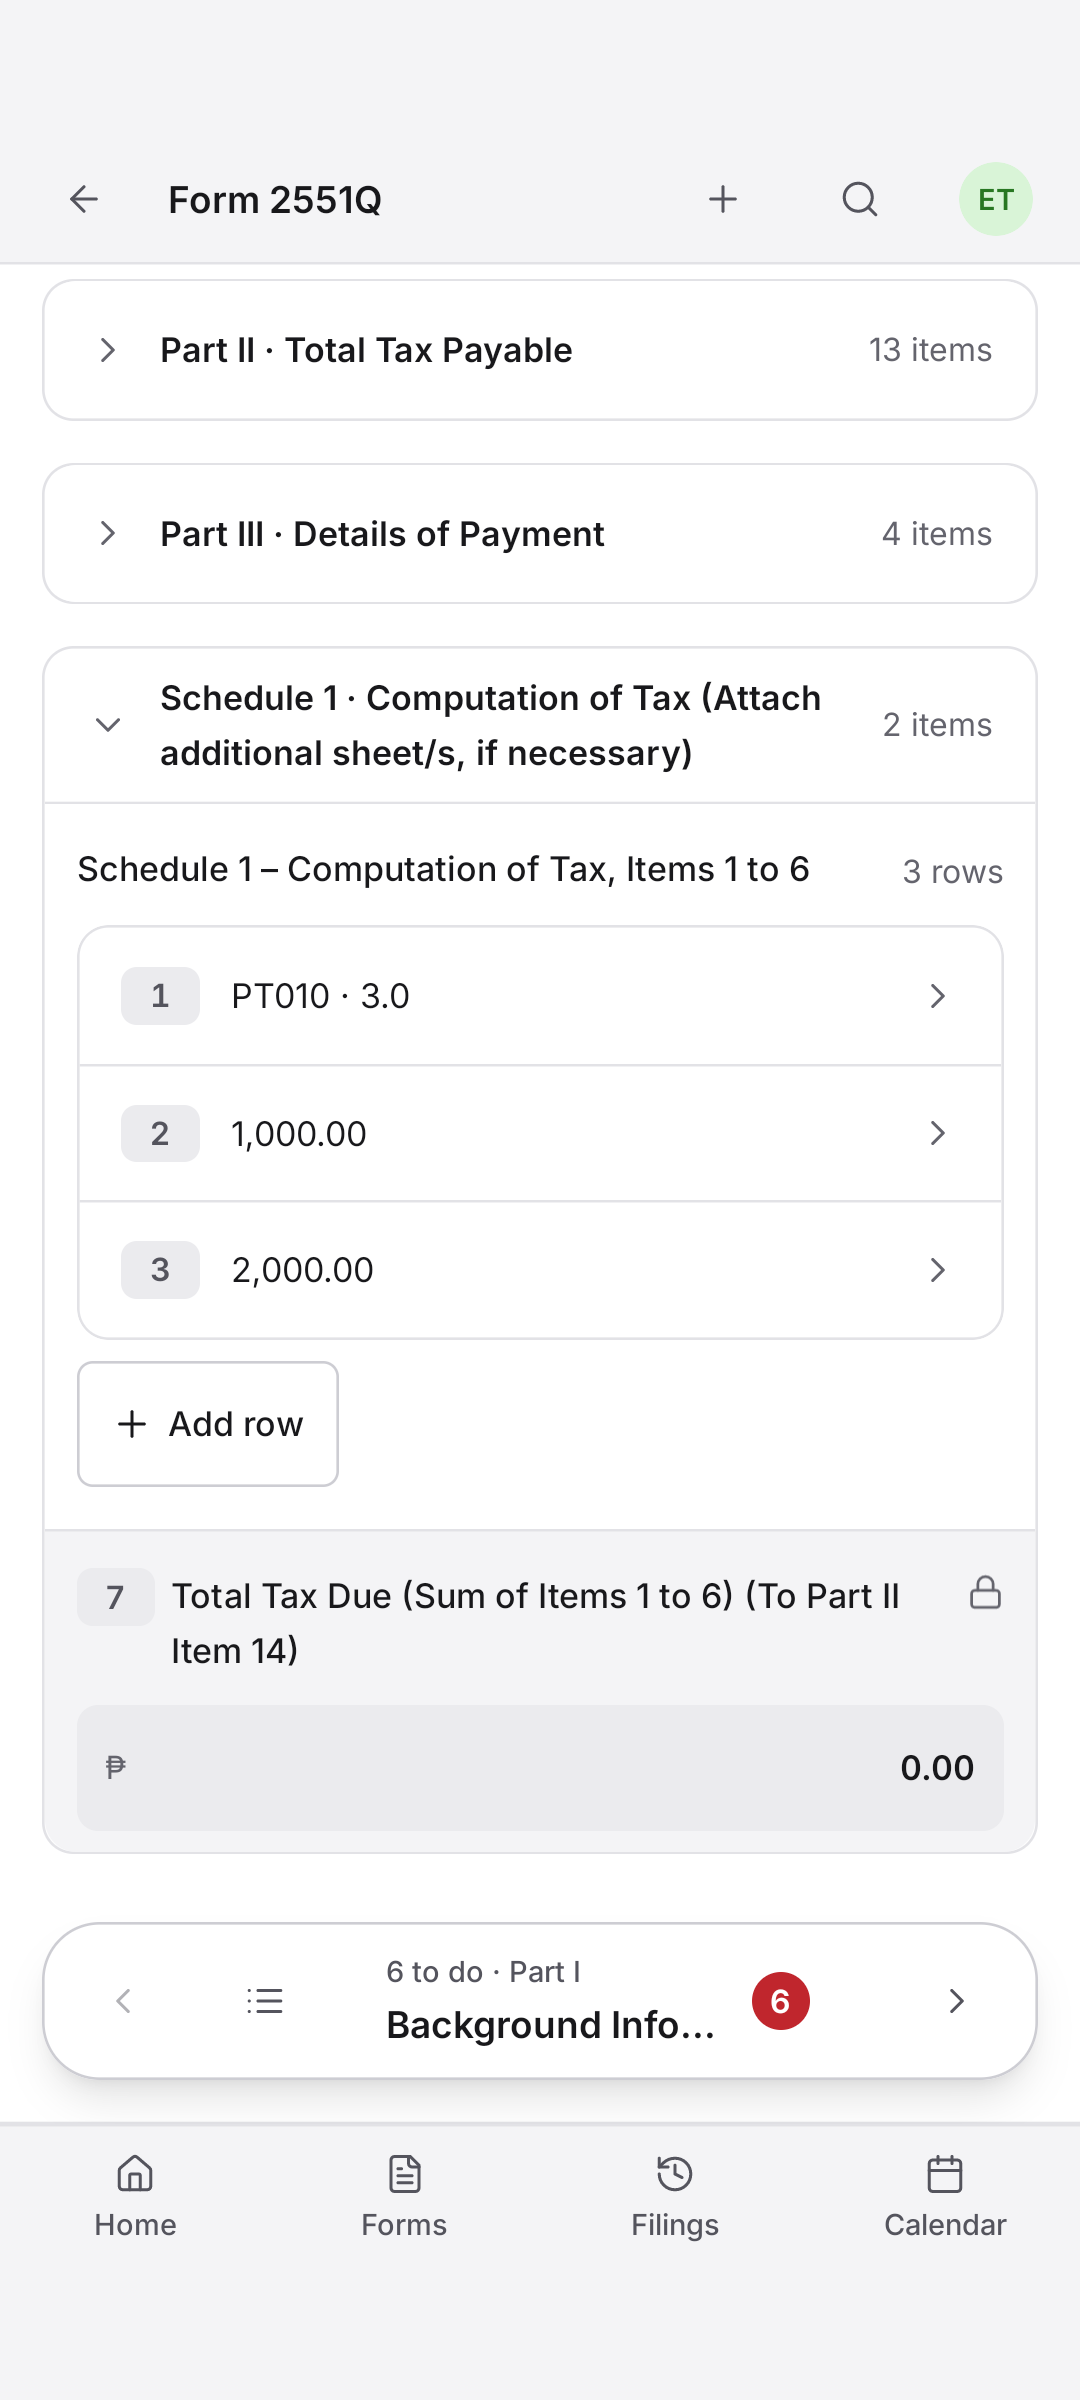 Form 2551Q
ET
Part II · Total Tax Payable
13 items
Part III · Details of Payment
4 items
Schedule 1 · Computation of Tax (Attach
additional sheet/s, if necessary)
2 items
Schedule 1 – Computation of Tax, Items 1 to 6
3 rows
1
PT010 · 3.0
2
1,000.00
3
2,000.00
Add row
7
Total Tax Due (Sum of Items 1 to 6) (To Part II
Item 14)
₱
0.00
6 to do · Part I
Background Info...
6
Home
Forms
Filings
Calendar